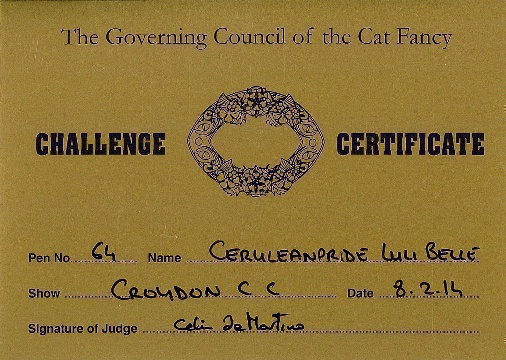 The Governing Council of the Cat Fancy
CHALLENGE CERTIFICATE
Pen No. 64 Name CERULEANPRIDE LULI BELLE
Show CROYDON C C Date 8.2.14
Signature of Judge